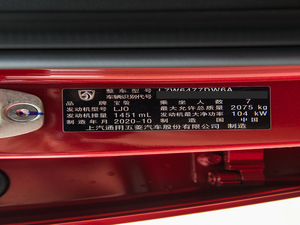 整车型号 LZW6477DW6A
车辆识别代号
品牌 宝骏 乘坐人数 7
发动机型号 LJO 最大允许总质量 2075 kg
发动机排量 1451 mL 发动机最大净功率 104 kW
制造年月 2020-10 制造国 中国
上汽通用五菱汽车股份有限公司 制造